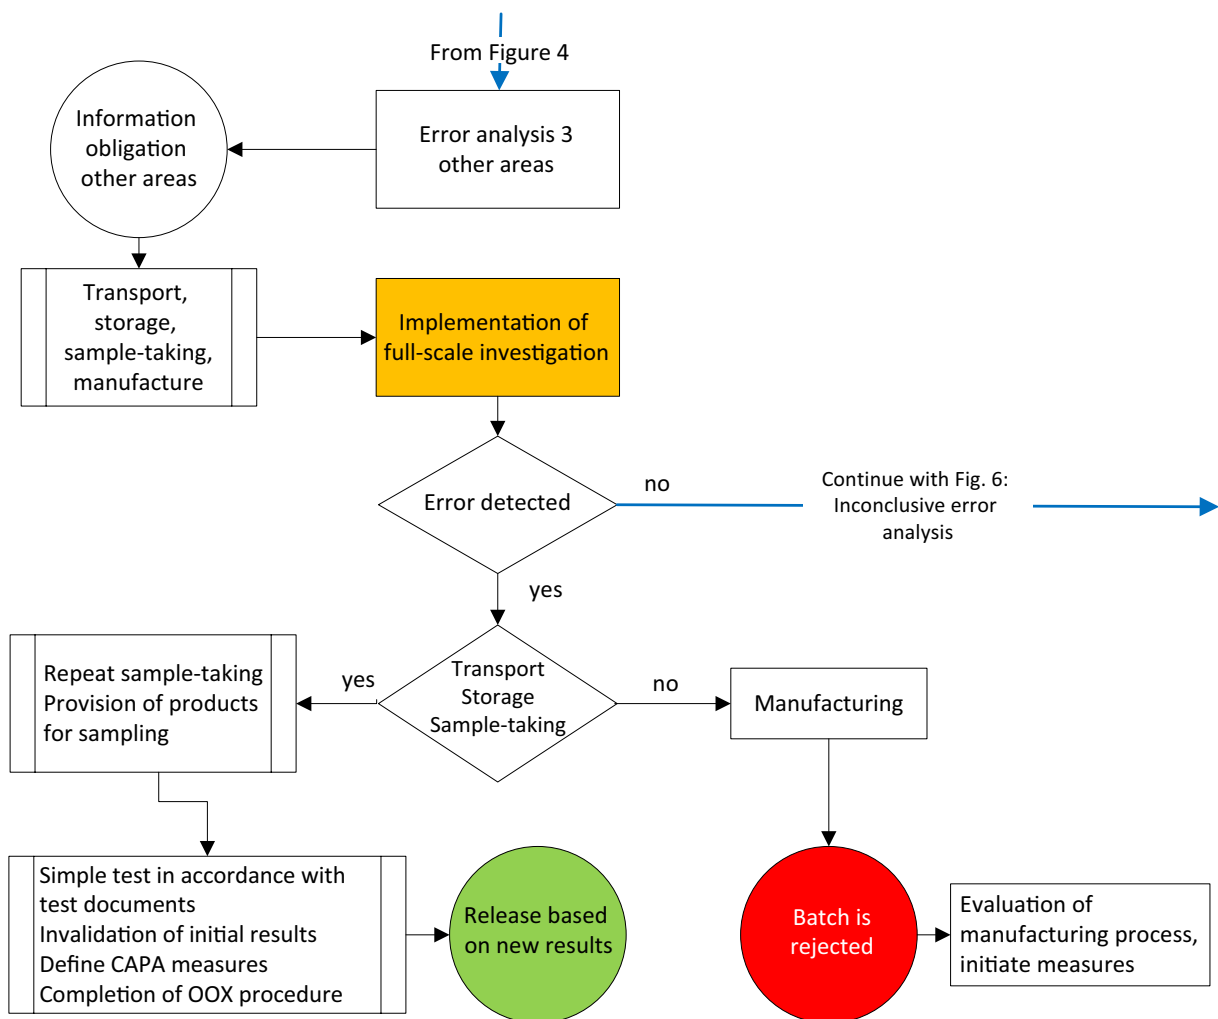 From Figure 4
Information
obligation
other areas
Error analysis 3
other areas
Transport,
storage,
sample-taking,
manufacture
Implementation of
full-scale investigation
Error detected
no
Continue with Fig. 6:
Inconclusive error
analysis
yes
Repeat sample-taking
Provision of products
for sampling
yes
Transport
Storage
Sample-taking
no
Manufacturing
Simple test in accordance with
test documents
Invalidation of initial results
Define CAPA measures
Completion of OOX procedure
Release based
on new results
Batch is
rejected
Evaluation of
manufacturing process,
initiate measures